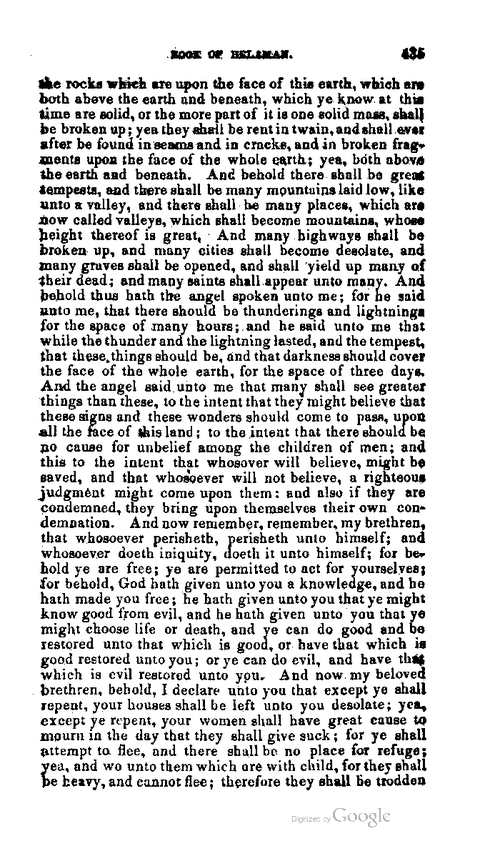 BOOK OF HELAMAN. 435
the rocks which are upon the face of this earth, which are
both above the earth and beneath, which ye know at this
time are solid, or the more part of it is one solid mass, shall
be broken up; yea they shall be rent in twain, and shall ever
after be found in seams and in cracks, and in broken frag-
ments upon the face of the whole earth; yea, both above
the earth and beneath. And behold there shall be great
tempests, and there shall be many mountains laid low, like
unto a valley, and there shall be many places, which are
now called valleys, which shall become mountains, whose
height thereof is great, And many highways shall be
broken up, and many cities shall become desolate, and
many graves shall be opened, and shall yield up many of
their dead; and many saints shall appear unto many. And
behold thus hath the angel spoken unto me; for he said
unto me, that there should be thunderings and lightnings
for the space of many hours; and he said unto me that
while the thunder and the lightning lasted, and the tempest,
that these things should be, and that darkness should cover
the face of the whole earth, for the space of three days.
And the angel said unto me that many shall see greater
things than these, to the intent that they might believe that
these signs and these wonders should come to pass, upon
all the face of this land; to the intent that there should be
no cause for unbelief among the children of men; and
this to the intent that whosover will believe, might be
saved, and that whosoever will not believe, a righteous
judgment might come upon them: and also if they are
condemned, they bring upon themselves their own con-
demnation. And now remember, remember, my brethren,
that whosoever perisheth, perisheth unto himself; and
whosoever doeth iniquity, doeth it unto himself; for be-
hold ye are free; ye are permitted to act for yourselves;
for behold, God hath given unto you a knowledge, and he
hath made you free; he hath given unto you that ye might
know good from evil, and he hath given unto you that ye
might choose life or death, and ye can do good and be
restored unto that which is good, or have that which is
good restored unto you; or ye can do evil, and have that
which is evil restored unto you. And now my beloved
brethren, behold, I declare unto you that except ye shall
repent, your houses shall be left unto you desolate; yea,
except ye repent, your women shall have great cause to
mourn in the day that they shall give suck; for ye shall
attempt to flee, and there shall be no place for refuge;
yea, and wo unto them which are with child, for they shall
be heavy, and cannot flee; therefore they shall be trodden
Digitized by Google